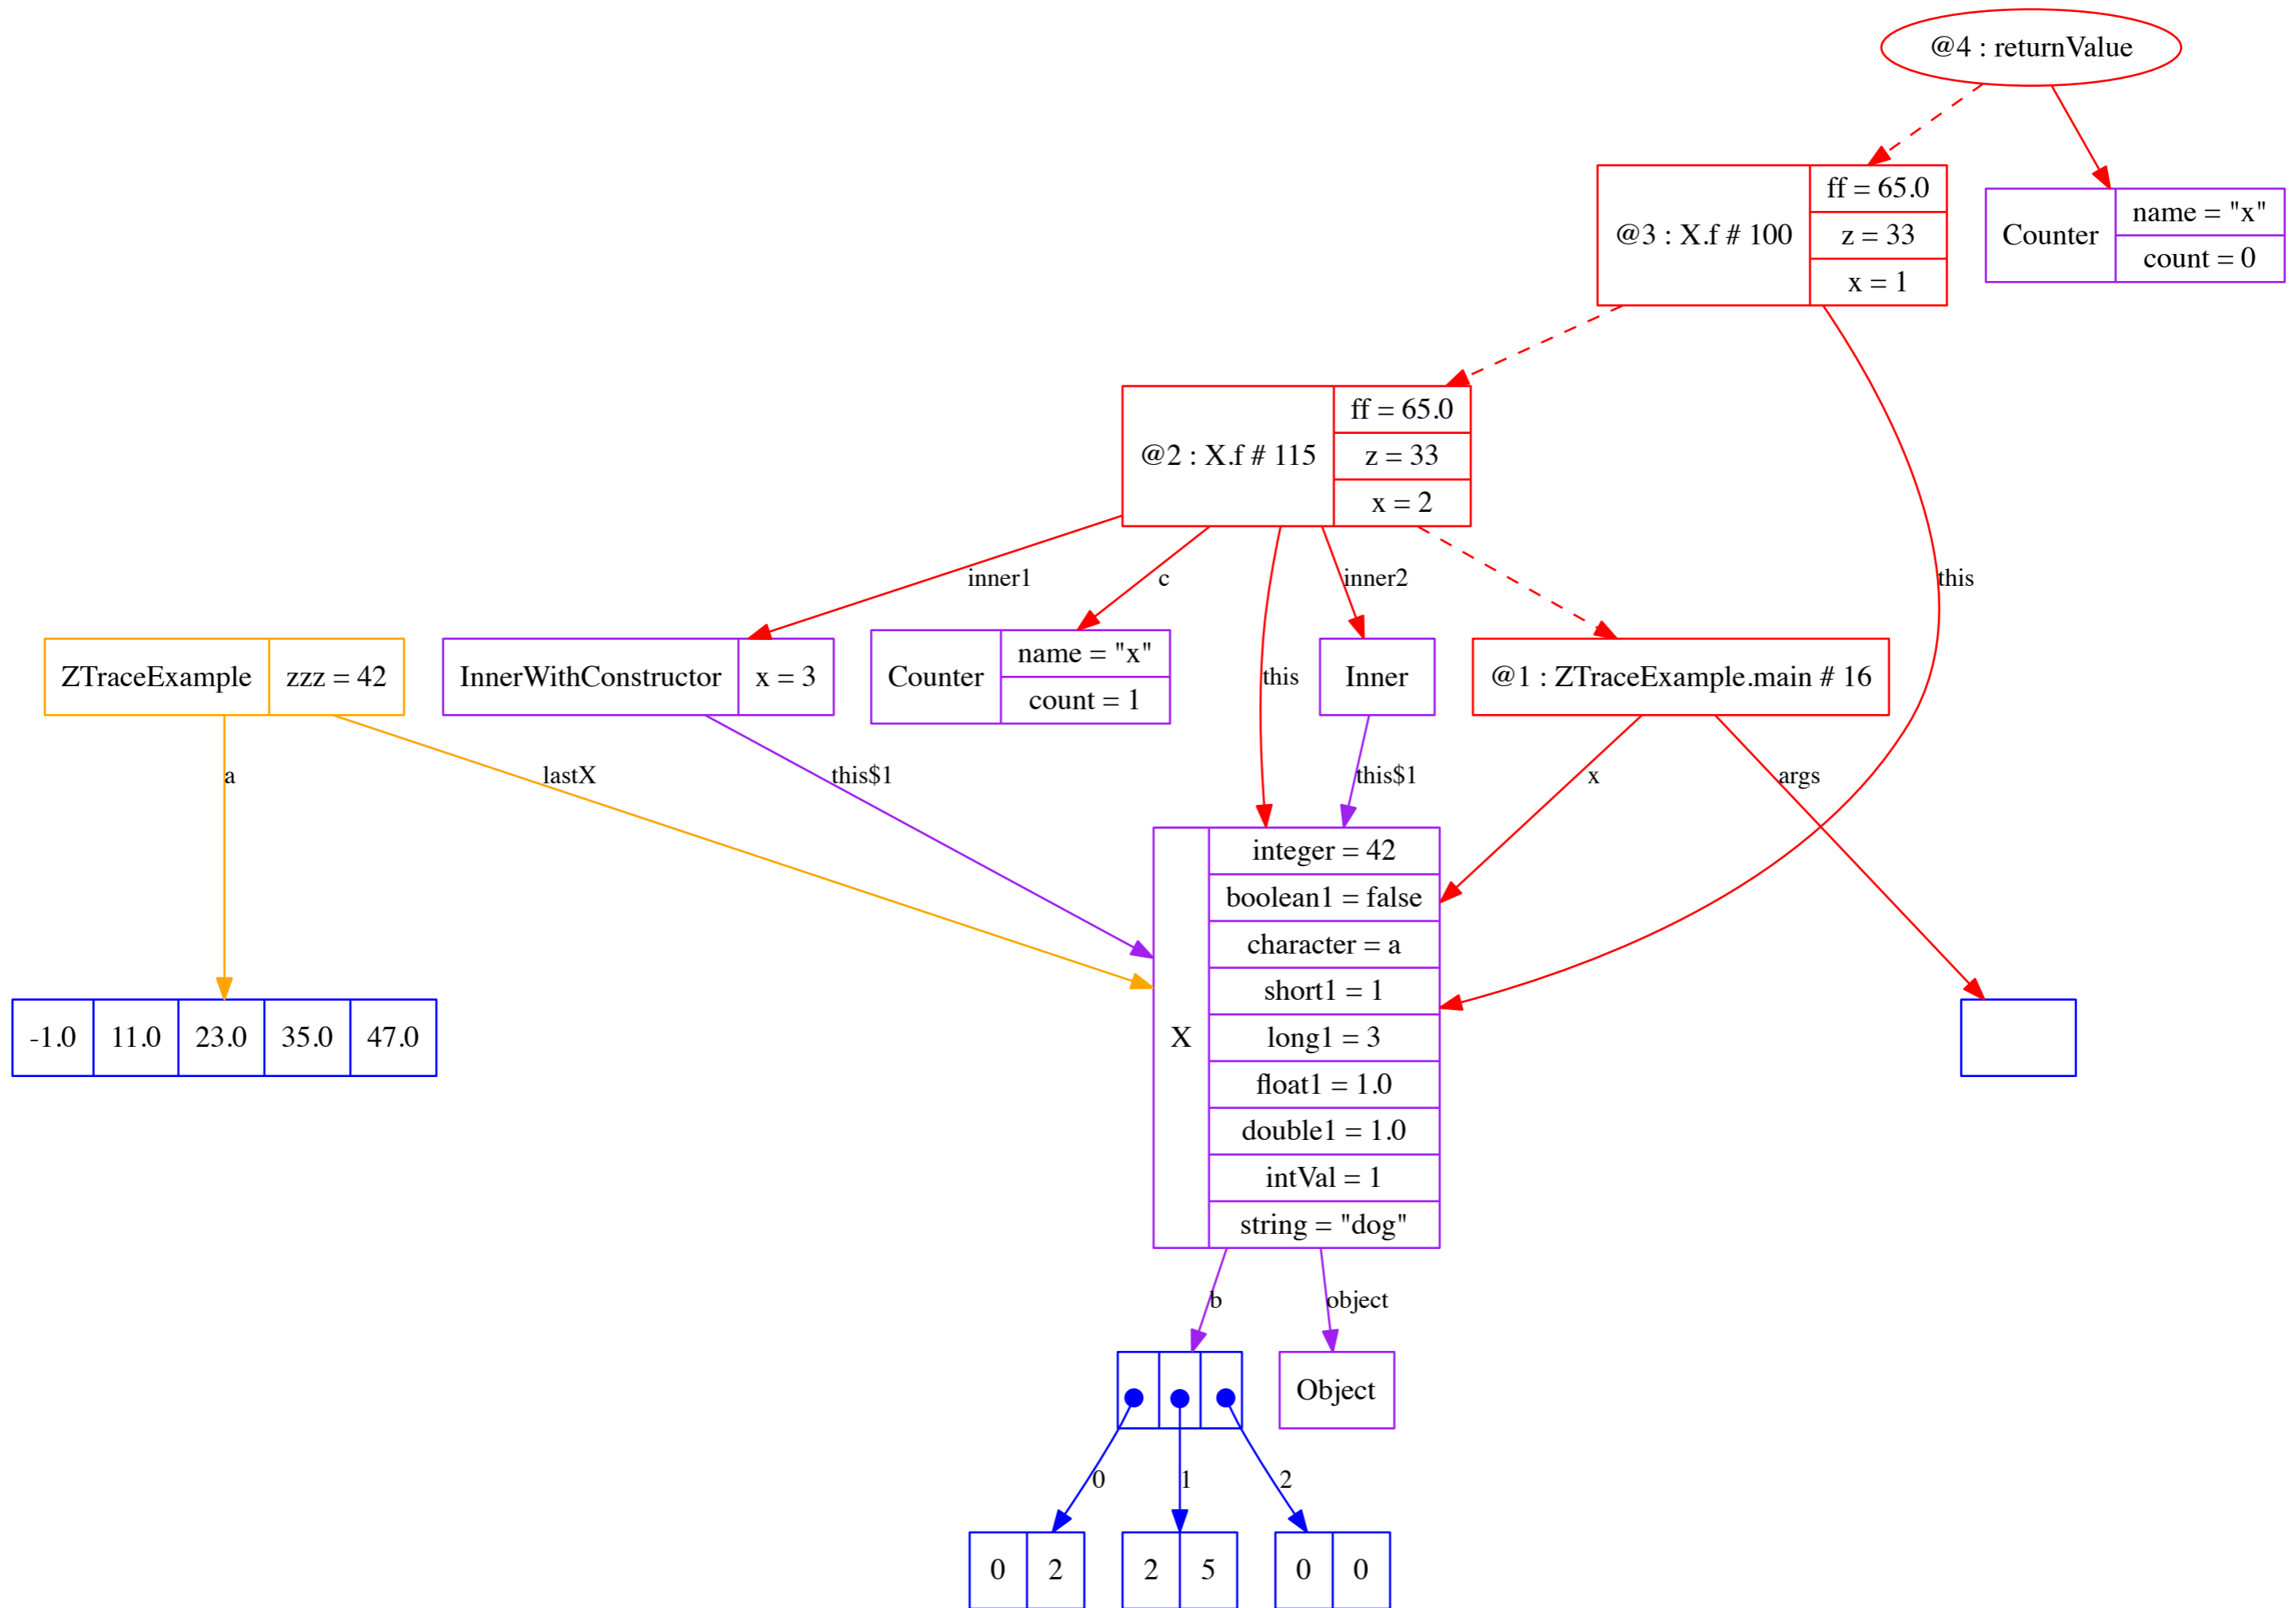 @4 : returnValue
@3 : X.f # 100
ff = 65.0
z = 33
x = 1
Counter
name = "x"
count = 0
@2 : X.f # 115
ff = 65.0
z = 33
x = 2
inner1
c
inner2
this
ZTraceExample
zzz = 42
InnerWithConstructor
x = 3
Counter
name = "x"
count = 1
this
Inner
@1 : ZTraceExample.main # 16
a
lastX
this$1
this$1
x
args
X
integer = 42
boolean1 = false
character = a
short1 = 1
long1 = 3
float1 = 1.0
double1 = 1.0
intVal = 1
string = "dog"
-1.0
11.0
23.0
35.0
47.0
b
object
Object
0
1
2
0
2
2
5
0
0